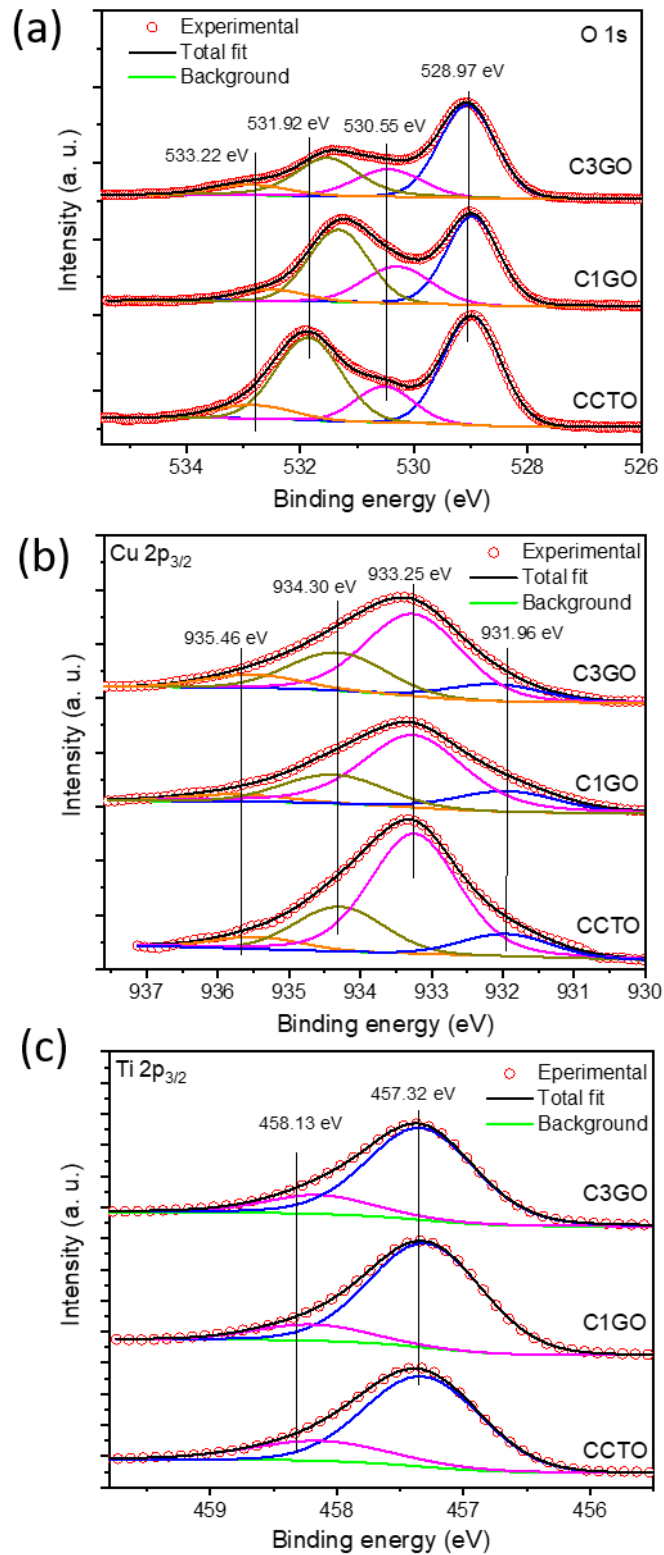 (a)
Experimental
Total fit
Background
O 1s
528.97 eV
531.92 eV
530.55 eV
533.22 eV
C3GO
C1GO
CCTO
Intensity (a. u.)
534
532
530
528
526
Binding energy (eV)
(b)
Cu 2p3/2
Experimental
Total fit
Background
933.25 eV
934.30 eV
935.46 eV
931.96 eV
C3GO
C1GO
CCTO
Intensity (a. u.)
937
936
935
934
933
932
931
930
Binding energy (eV)
(c)
Ti 2p3/2
Eperimental
Total fit
Background
457.32 eV
458.13 eV
C3GO
C1GO
CCTO
Intensity (a. u.)
459
458
457
456
Binding energy (eV)